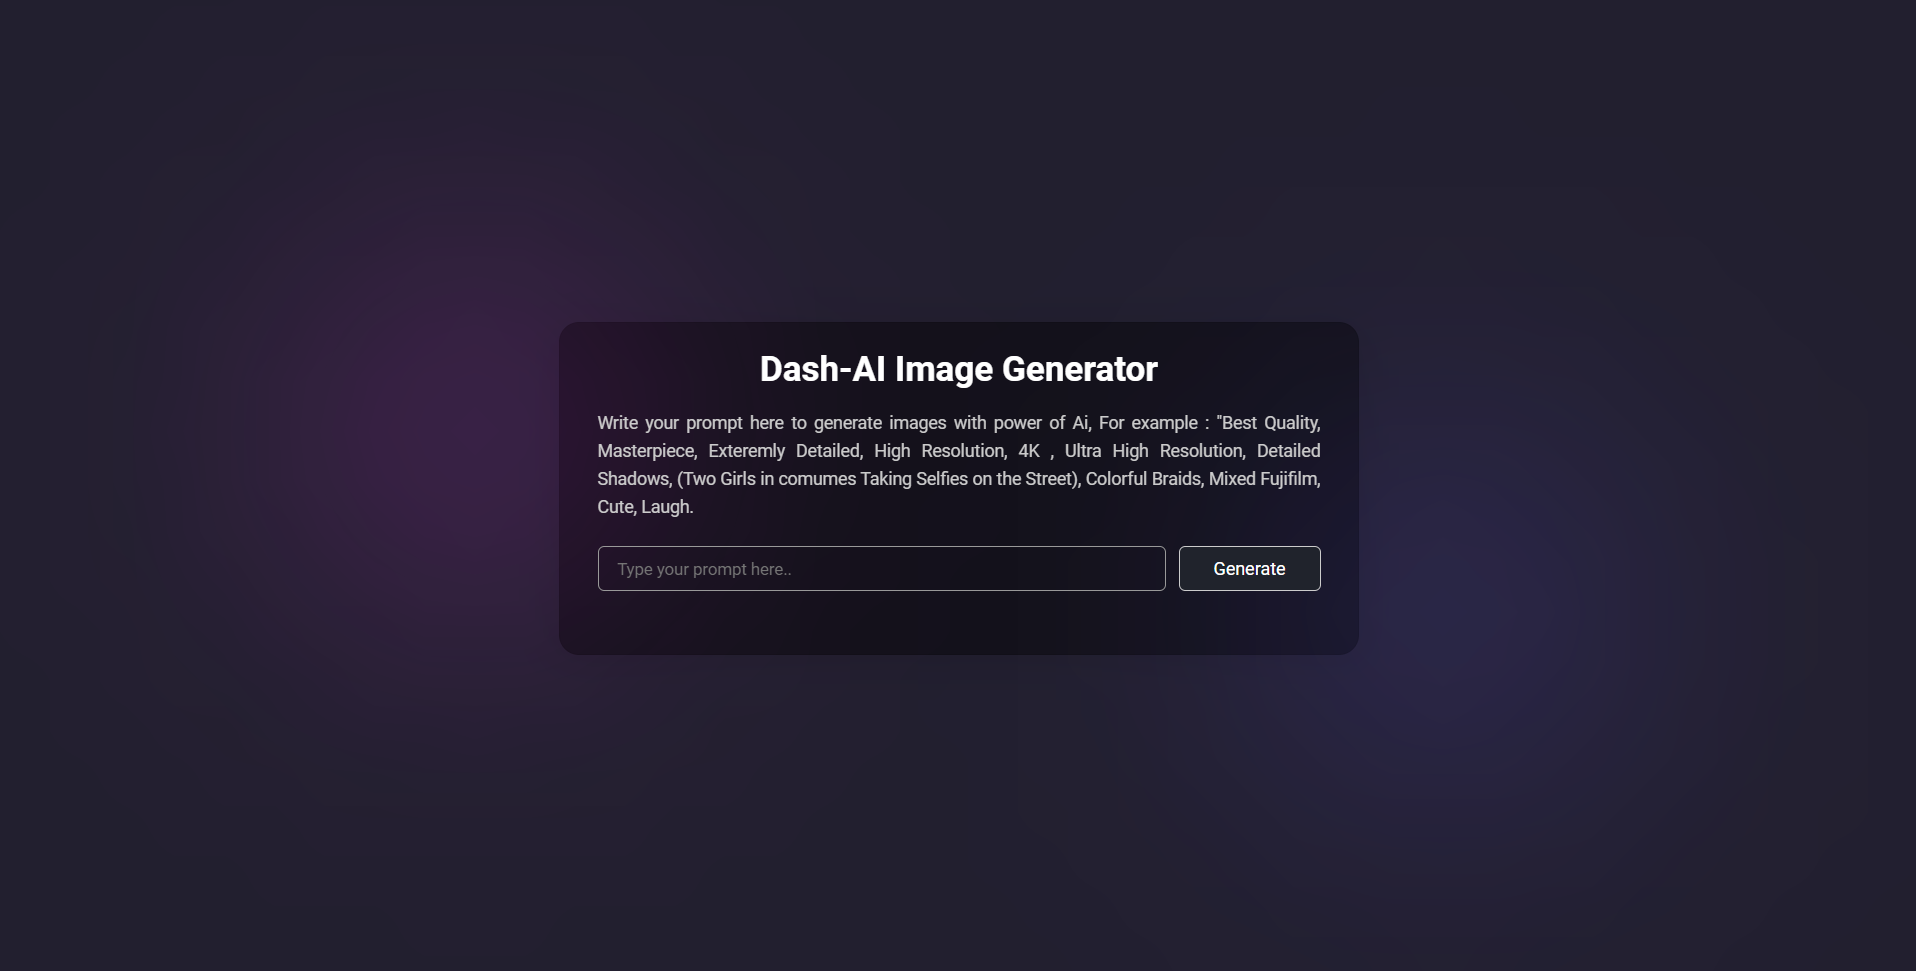 Dash-AI Image Generator
Write your prompt here to generate images with power of Ai, For example : "Best Quality,
Masterpiece, Exteremly Detailed, High Resolution, 4K , Ultra High Resolution, Detailed
Shadows, (Two Girls in comumes Taking Selfies on the Street), Colorful Braids, Mixed Fujifilm,
Cute, Laugh.
Type your prompt here..
Generate